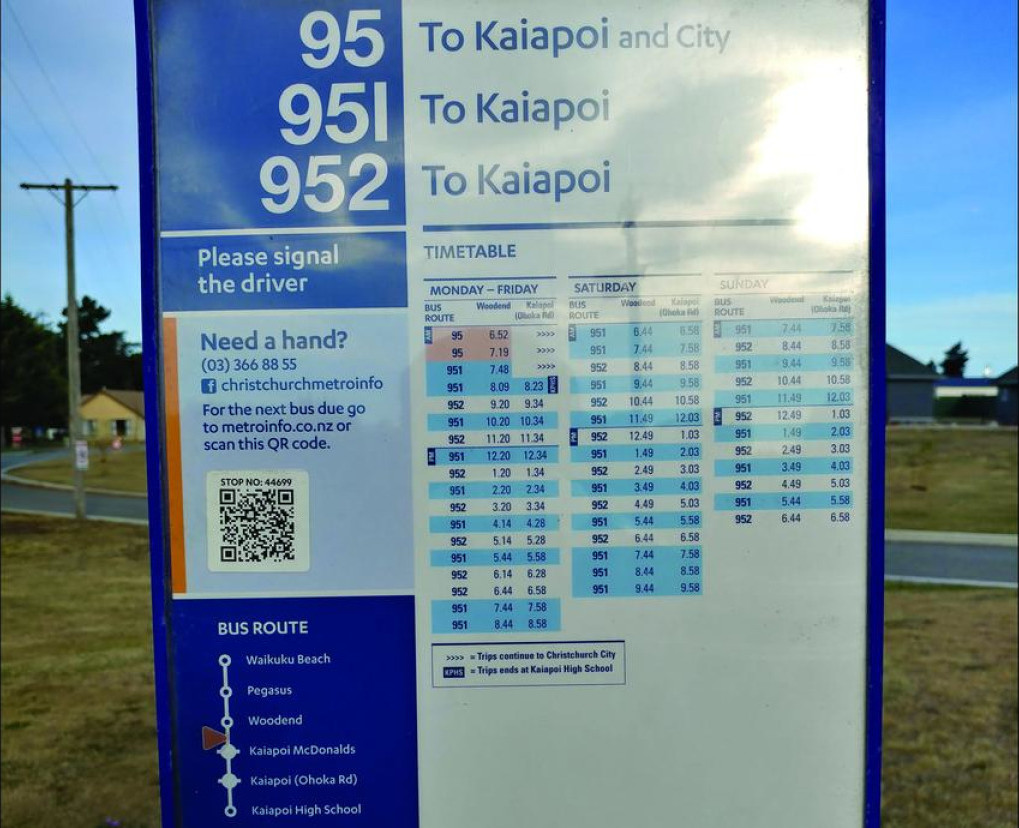 95 To Kaiapoi and City
951 To Kaiapoi
952 To Kaiapoi
Please signal
the driver
Need a hand?
(03) 366 88 55
christchurchmetroinfo
For the next bus due go
to metroinfo.co.nz or
scan this QR code.
STOP NO: 44699
BUS ROUTE
Waikuku Beach
Pegasus
Woodend
Kaiapoi McDonalds
Kaiapoi (Ohoka Rd)
Kaiapoi High School
TIMETABLE
MONDAY – FRIDAY
BUS ROUTE Woodend Kaiapoi (Ohoka Rd)
AM 95 6.52 >>>>
95 7.19 >>>>
951 7.48 >>>>
951 8.09 8.23 KPHS
952 9.20 9.34
951 10.20 10.34
952 11.20 11.34
PM 951 12.20 12.34
952 1.20 1.34
951 2.20 2.34
952 3.20 3.34
951 4.14 4.28
952 5.14 5.28
951 5.44 5.58
952 6.14 6.28
952 6.44 6.58
951 7.44 7.58
951 8.44 8.58
SATURDAY
BUS ROUTE Woodend Kaiapoi (Ohoka Rd)
AM 951 6.44 6.58
951 7.44 7.58
952 8.44 8.58
951 9.44 9.58
952 10.44 10.58
951 11.49 12.03
PM 952 12.49 1.03
951 1.49 2.03
952 2.49 3.03
951 3.49 4.03
952 4.49 5.03
951 5.44 5.58
952 6.44 6.58
951 7.44 7.58
951 8.44 8.58
951 9.44 9.58
SUNDAY
BUS ROUTE Woodend Kaiapoi (Ohoka Rd)
AM 951 7.44 7.58
952 8.44 8.58
951 9.44 9.58
952 10.44 10.58
951 11.49 12.03
PM 952 12.49 1.03
951 1.49 2.03
952 2.49 3.03
951 3.49 4.03
952 4.49 5.03
951 5.44 5.58
952 6.44 6.58
>>>> = Trips continue to Christchurch City
KPHS = Trips ends at Kaiapoi High School